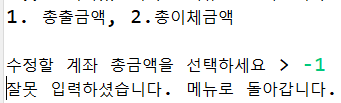 1. 총출금액, 2.총이체금액
수정할 계좌 총금액을 선택하세요 > -1
잘못 입력하셨습니다. 메뉴로 돌아갑니다.